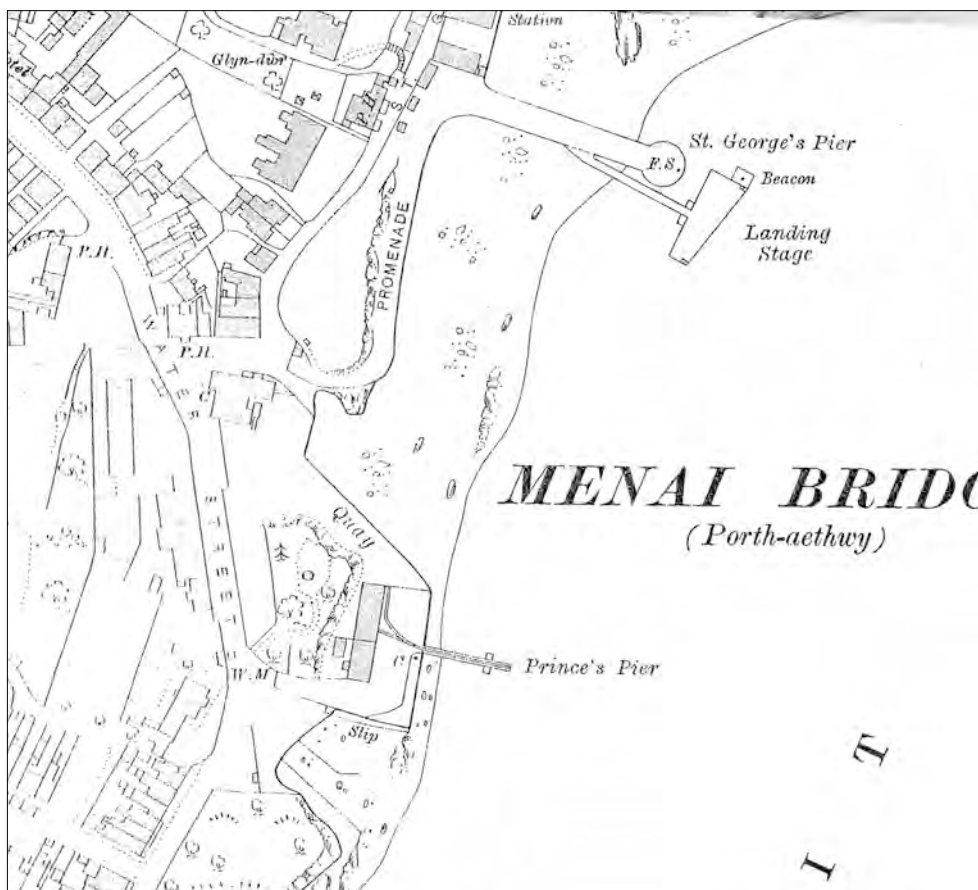 Station
Glyn-dŵr
P.H.
S
St. George's Pier
F.S.
Beacon
Landing
Stage
PROMENADE
P.H.
P.H.
WATER
C
STREET
MENAI BRIDG
(Porth-aethwy)
Quay
C.
Prince's Pier
W.M
Slip
I T